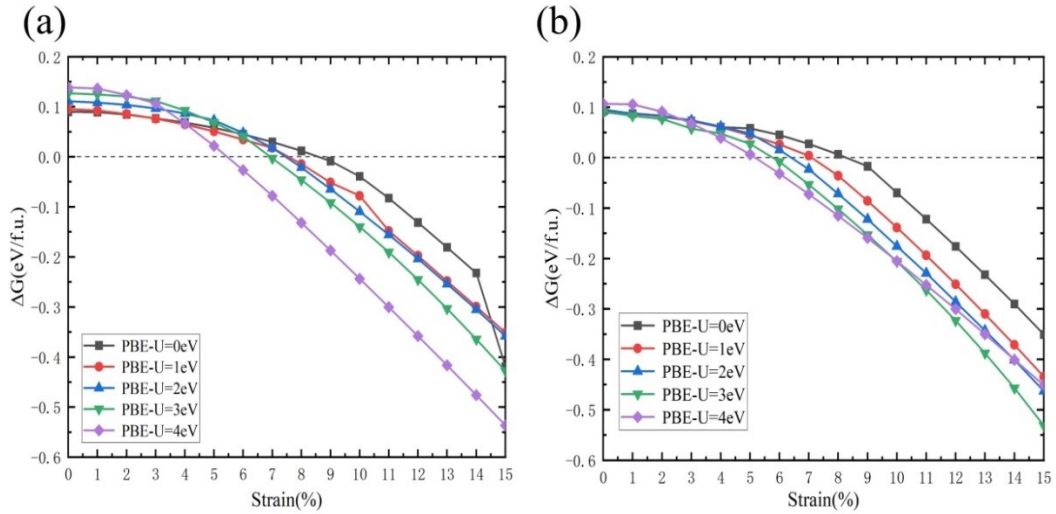 (a)
0.2
0.1
0.0
-0.1
-0.2
-0.3
-0.4
-0.5
-0.6
ΔG(eV/f.u.)
PBE-U=0eV
PBE-U=1eV
PBE-U=2eV
PBE-U=3eV
PBE-U=4eV
0 1 2 3 4 5 6 7 8 9 10 11 12 13 14 15
Strain(%)
(b)
0.2
0.1
0.0
-0.1
-0.2
-0.3
-0.4
-0.5
-0.6
ΔG(eV/f.u.)
PBE-U=0eV
PBE-U=1eV
PBE-U=2eV
PBE-U=3eV
PBE-U=4eV
0 1 2 3 4 5 6 7 8 9 10 11 12 13 14 15
Strain(%)